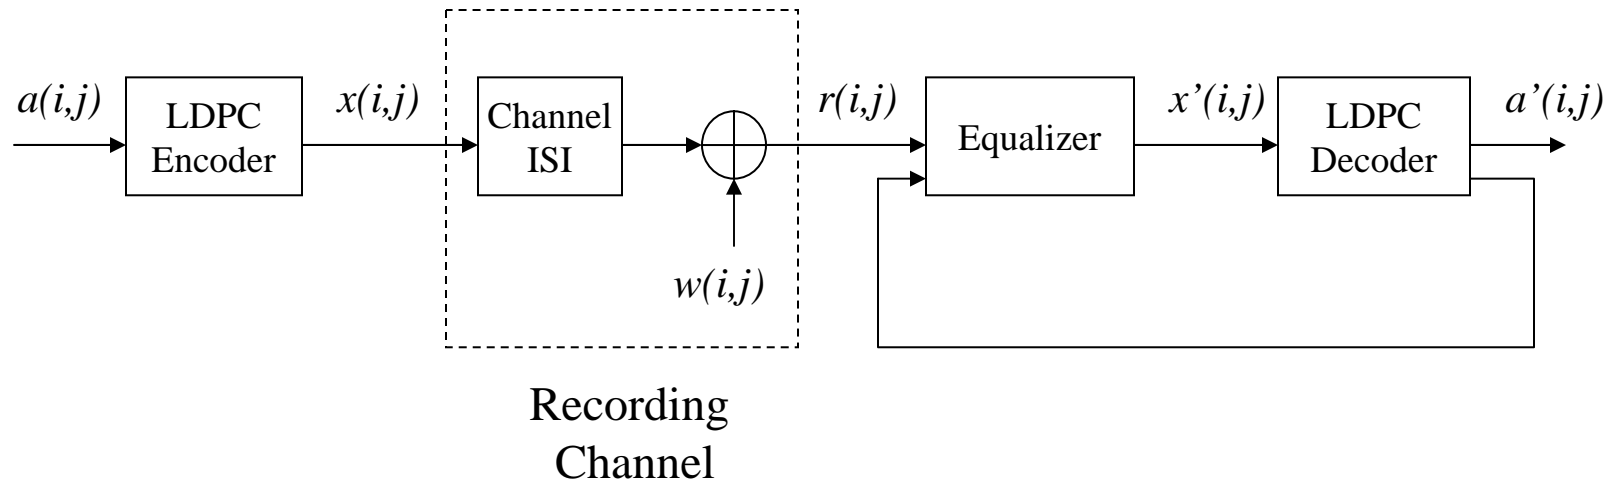 a(i,j)
LDPC
Encoder
x(i,j)
Channel
ISI
w(i,j)
r(i,j)
Equalizer
x’(i,j)
LDPC
Decoder
a’(i,j)
Recording
Channel